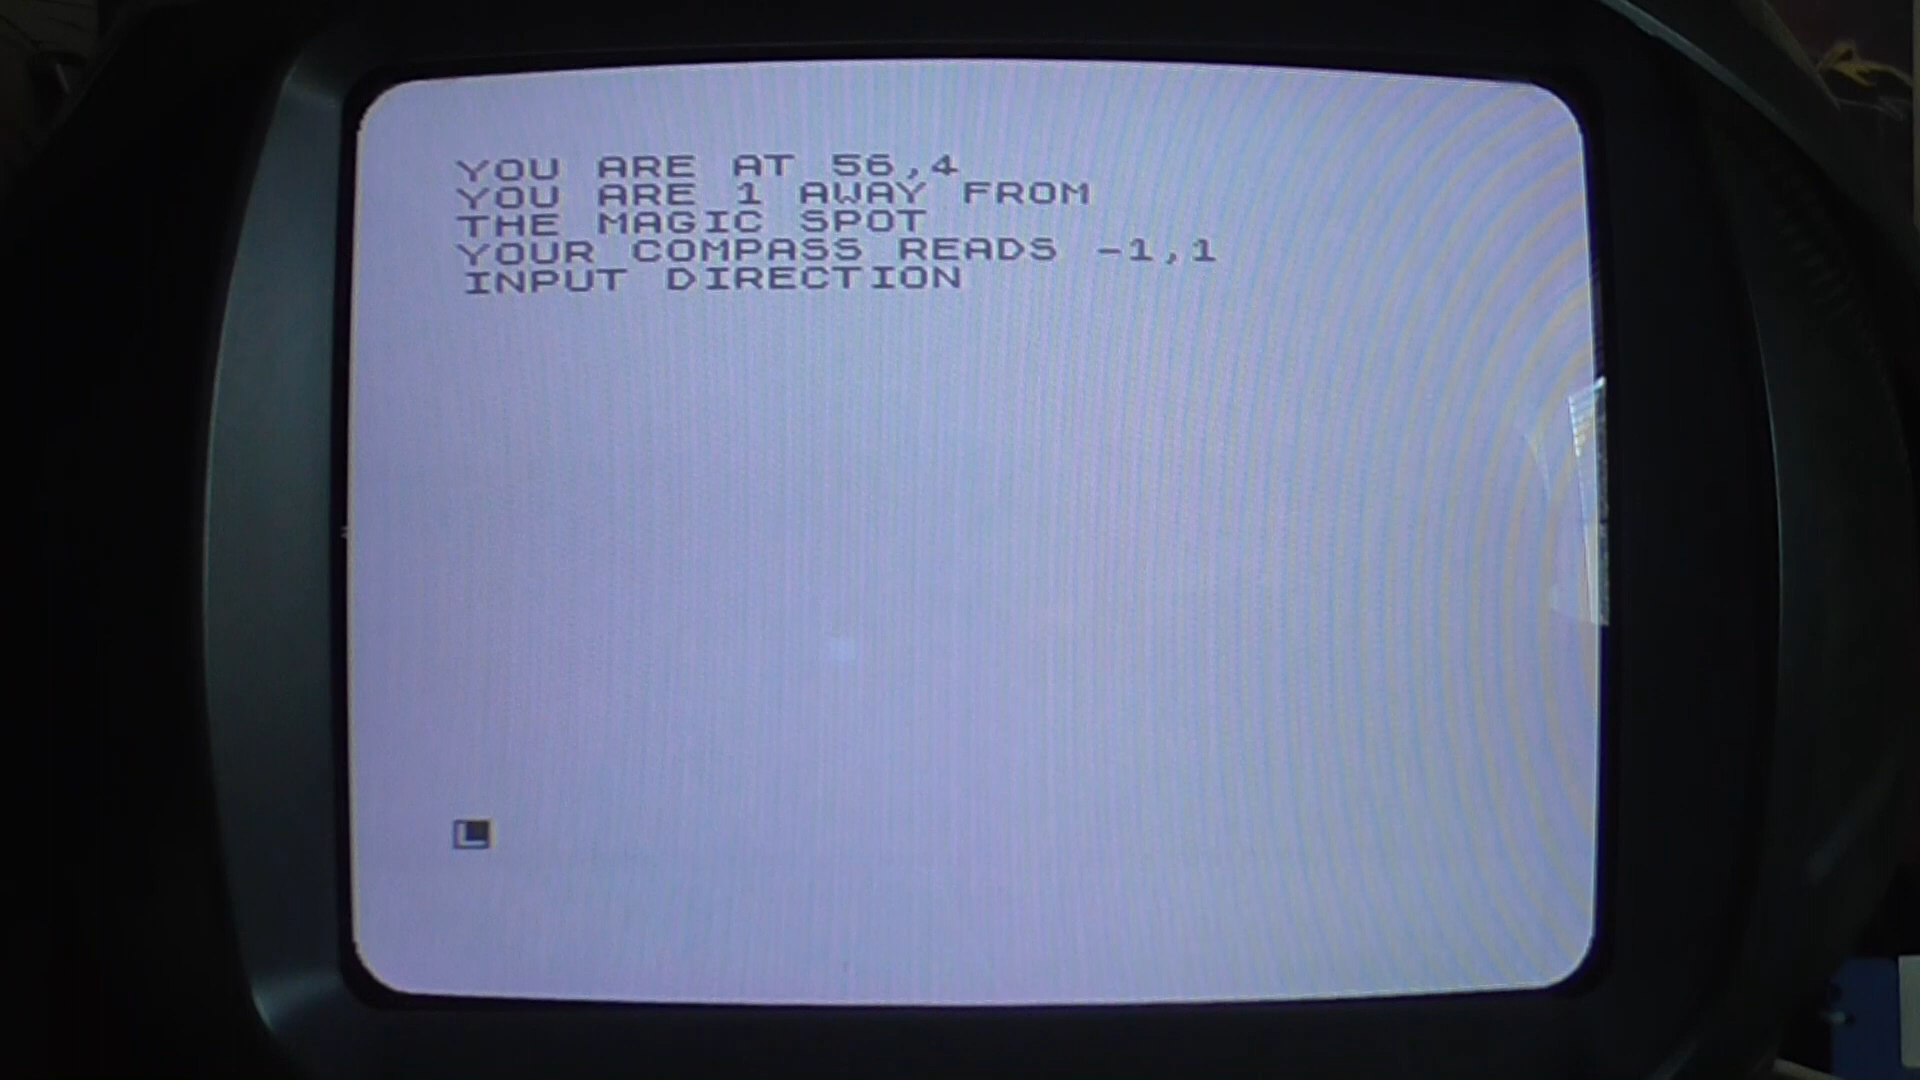 YOU ARE AT 56,4
YOU ARE 1 AWAY FROM
THE MAGIC SPOT
YOUR COMPASS READS -1,1
INPUT DIRECTION
L